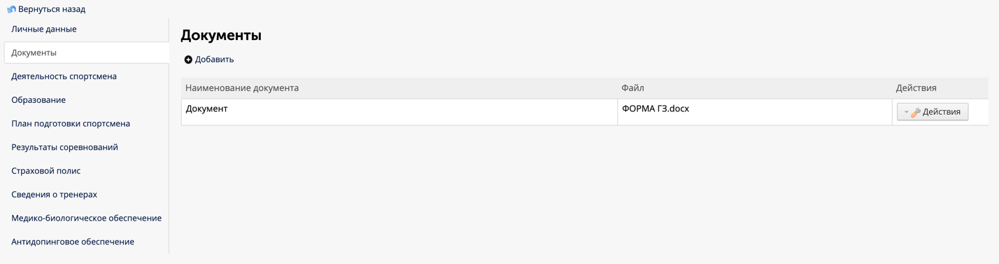 Вернуться назад
Личные данные
Документы
Деятельность спортсмена
Образование
План подготовки спортсмена
Результаты соревнований
Страховой полис
Сведения о тренерах
Медико-биологическое обеспечение
Антидопинговое обеспечение
Документы
Добавить
Наименование документа Файл Действия
Документ ФОРМА ГЗ.docx Действия